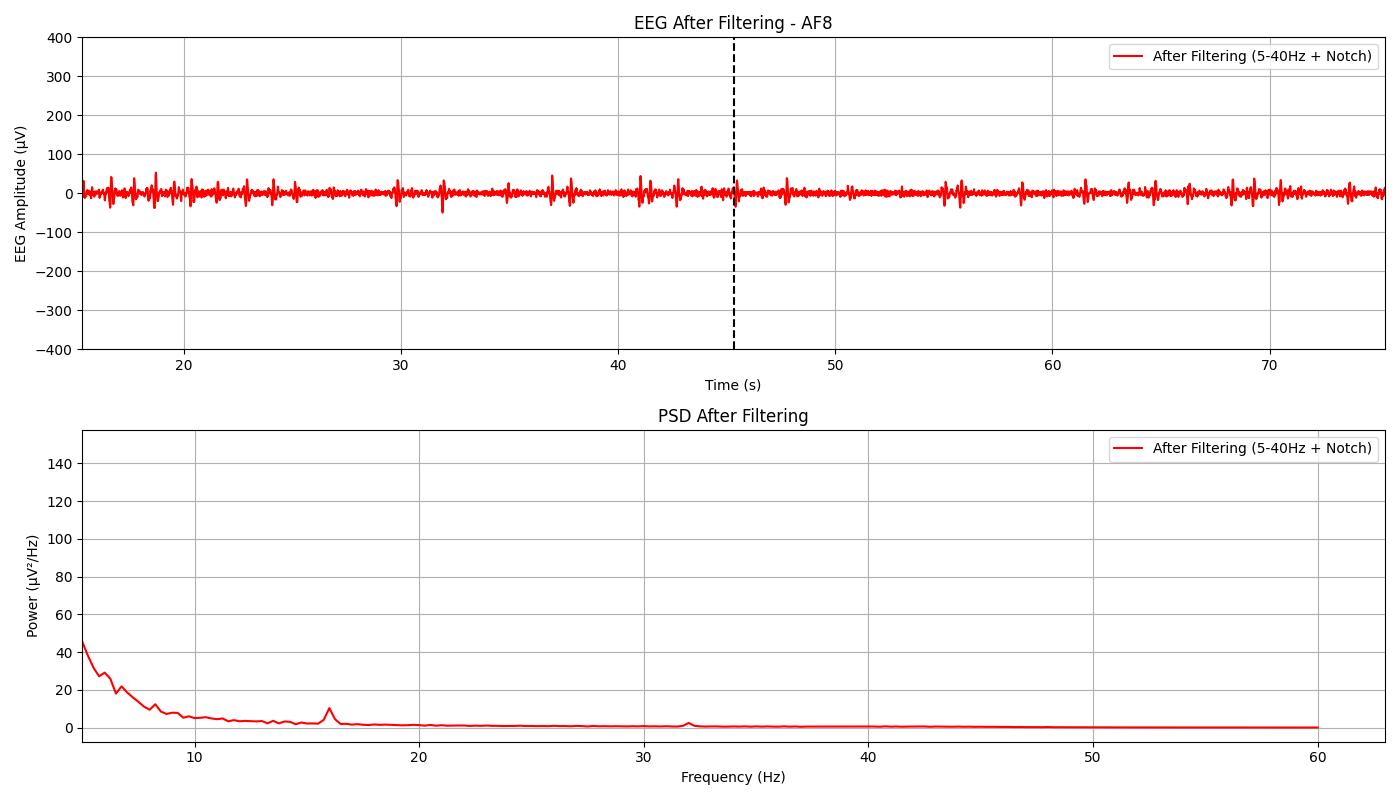 EEG After Filtering - AF8
After Filtering (5-40Hz + Notch)
EEG Amplitude (µV)
400
300
200
100
0
−100
−200
−300
−400
20 30 40 50 60 70
Time (s)
PSD After Filtering
After Filtering (5-40Hz + Notch)
Power (µV²/Hz)
140
120
100
80
60
40
20
0
10 20 30 40 50 60
Frequency (Hz)